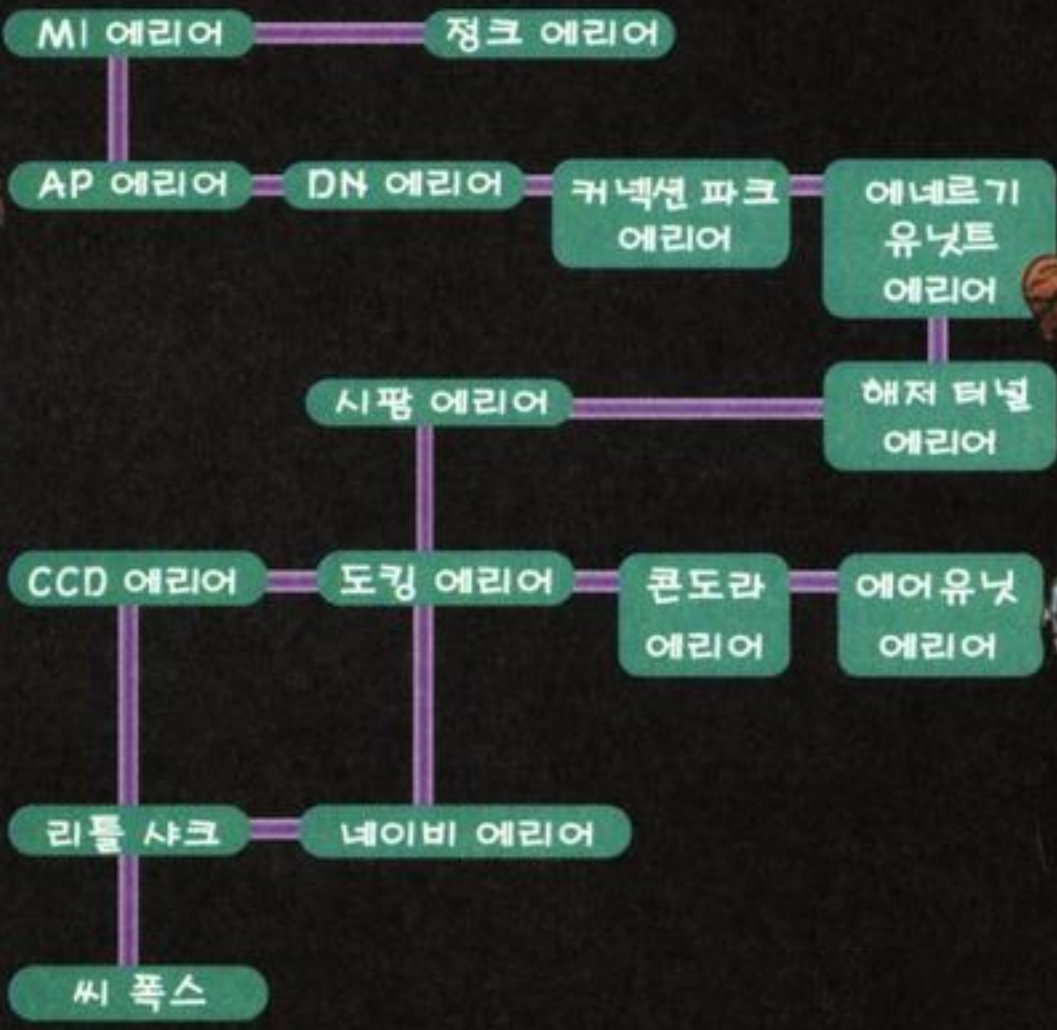 MI 에리어
정크 에리어
AP 에리어
DN 에리어
커넥션 파크
에리어
에네르기
유닛트
에리어
시팜 에리어
해저 터널
에리어
CCD 에리어
도킹 에리어
콘도라
에리어
에어유닛
에리어
리틀 샤크
네이비 에리어
씨 폭스